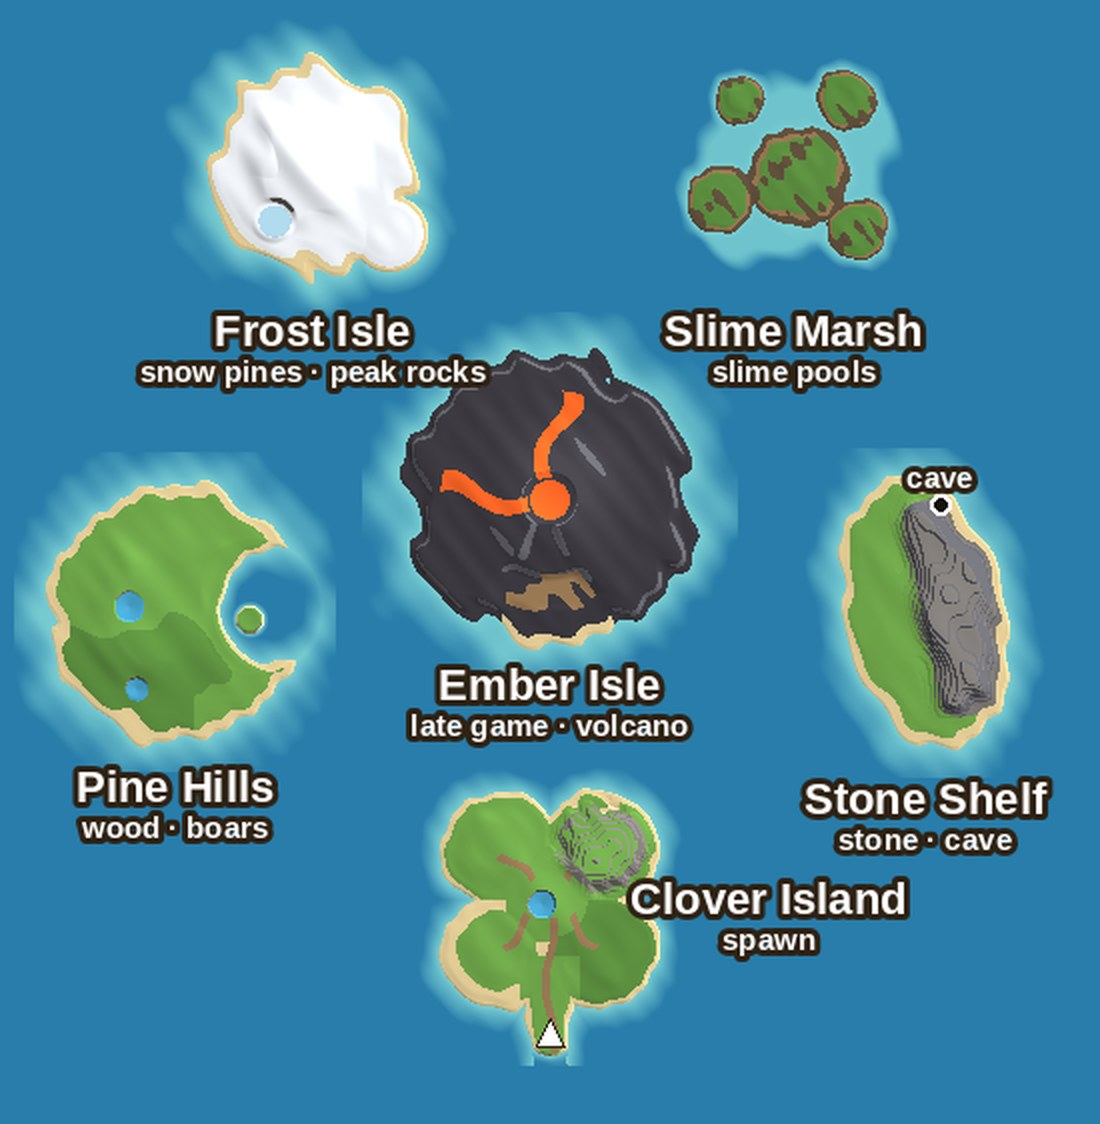 Frost Isle
snow pines · peak rocks
Slime Marsh
slime pools
cave
Ember Isle
late game · volcano
Pine Hills
wood · boars
Stone Shelf
stone · cave
Clover Island
spawn